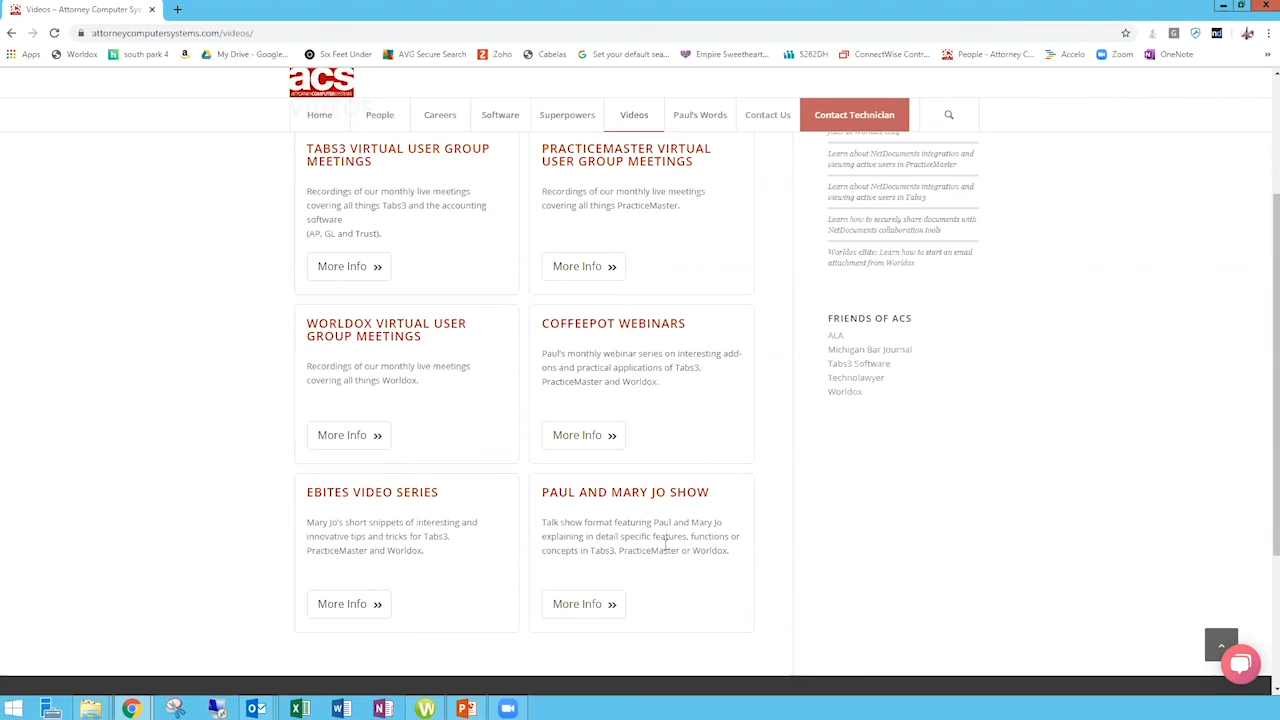 Videos – Attorney Computer Sys
attorneycomputersystems.com/videos/
Apps
Worldox
south park 4
My Drive - Google...
Six Feet Under
AVG Secure Search
Zoho
Cabelas
Set your default sea...
Empire Sweetheart...
5262DH
ConnectWise Contr...
People - Attorney C...
Accelo
Zoom
OneNote
acs
ATTORNEYCOMPUTERSYSTEMS
Home
People
Careers
Software
Superpowers
Videos
Paul's Words
Contact Us
Contact Technician
TABS3 VIRTUAL USER GROUP
MEETINGS
Recordings of our monthly live meetings
covering all things Tabs3 and the accounting
software
(AP, GL and Trust).
More Info »
PRACTICEMASTER VIRTUAL
USER GROUP MEETINGS
Recordings of our monthly live meetings
covering all things PracticeMaster.
More Info »
WORLDOX VIRTUAL USER
GROUP MEETINGS
Recordings of our monthly live meetings
covering all things Worldox.
More Info »
COFFEEPOT WEBINARS
Paul's monthly webinar series on interesting add-
ons and practical applications of Tabs3,
PracticeMaster and Worldox.
More Info »
EBITES VIDEO SERIES
Mary Jo's short snippets of interesting and
innovative tips and tricks for Tabs3,
PracticeMaster and Worldox.
More Info »
PAUL AND MARY JO SHOW
Talk show format featuring Paul and Mary Jo
explaining in detail specific features, functions or
concepts in Tabs3, PracticeMaster or Worldox.
More Info »
Learn about NetDocuments integration and
viewing active users in PracticeMaster
Learn about NetDocuments integration and
viewing active users in Tabs3
Learn how to securely share documents with
NetDocuments collaboration tools
Worldox eBite: Learn how to start an email
attachment from Worldox
FRIENDS OF ACS
ALA
Michigan Bar Journal
Tabs3 Software
Technolawyer
Worldox